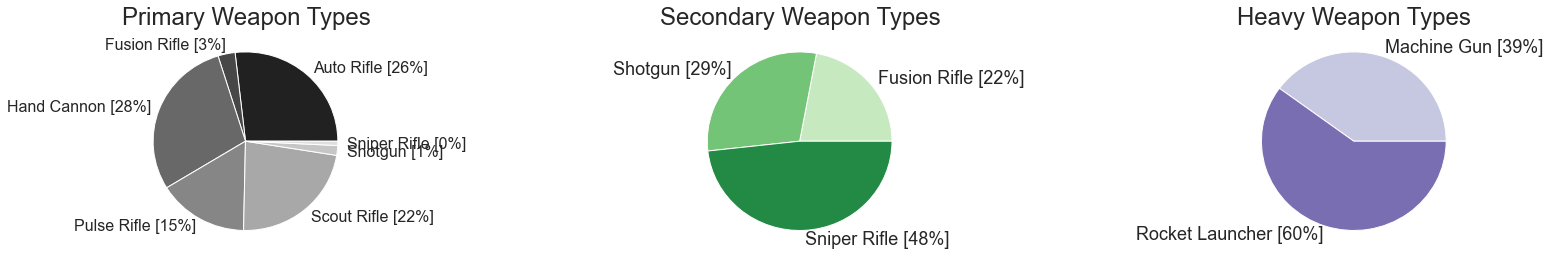 Primary Weapon Types
Fusion Rifle [3%]
Auto Rifle [26%]
Hand Cannon [28%]
Sniper Rifle [0%]
Shotgun [1%]
Pulse Rifle [15%]
Scout Rifle [22%]
Secondary Weapon Types
Shotgun [29%]
Fusion Rifle [22%]
Sniper Rifle [48%]
Heavy Weapon Types
Machine Gun [39%]
Rocket Launcher [60%]